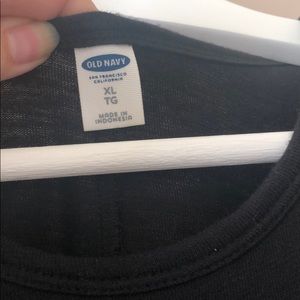 OLD NAVY
SAN FRANCISCO
CALIFORNIA
XL
TG
MADE IN
INDONESIA